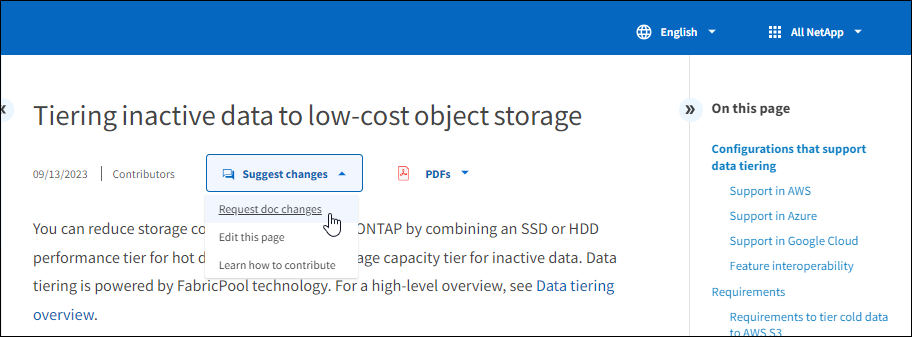 English
All NetApp
Tiering inactive data to low-cost object storage
09/13/2023
Contributors
Suggest changes
PDFs
Request doc changes
Edit this page
Learn how to contribute
You can reduce storage co ONTAP by combining an SSD or HDD
performance tier for hot d age capacity tier for inactive data. Data
tiering is powered by FabricPool technology. For a high-level overview, see Data tiering
overview.
On this page
Configurations that support
data tiering
Support in AWS
Support in Azure
Support in Google Cloud
Feature interoperability
Requirements
Requirements to tier cold data
to AWS S3